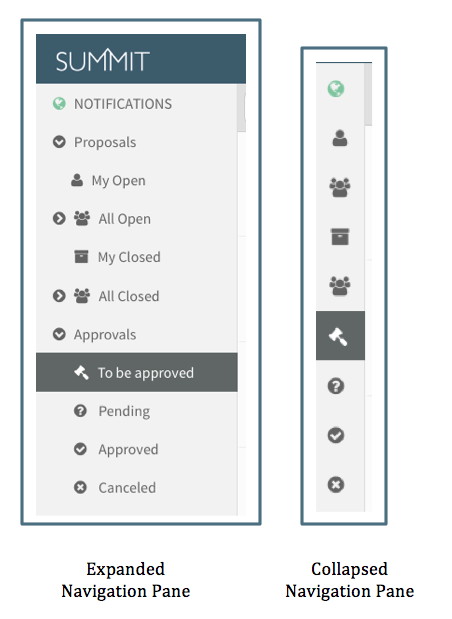 SUMMIT
NOTIFICATIONS
Proposals
My Open
All Open
My Closed
All Closed
Approvals
To be approved
Pending
Approved
Canceled
Expanded
Navigation Pane
Collapsed
Navigation Pane